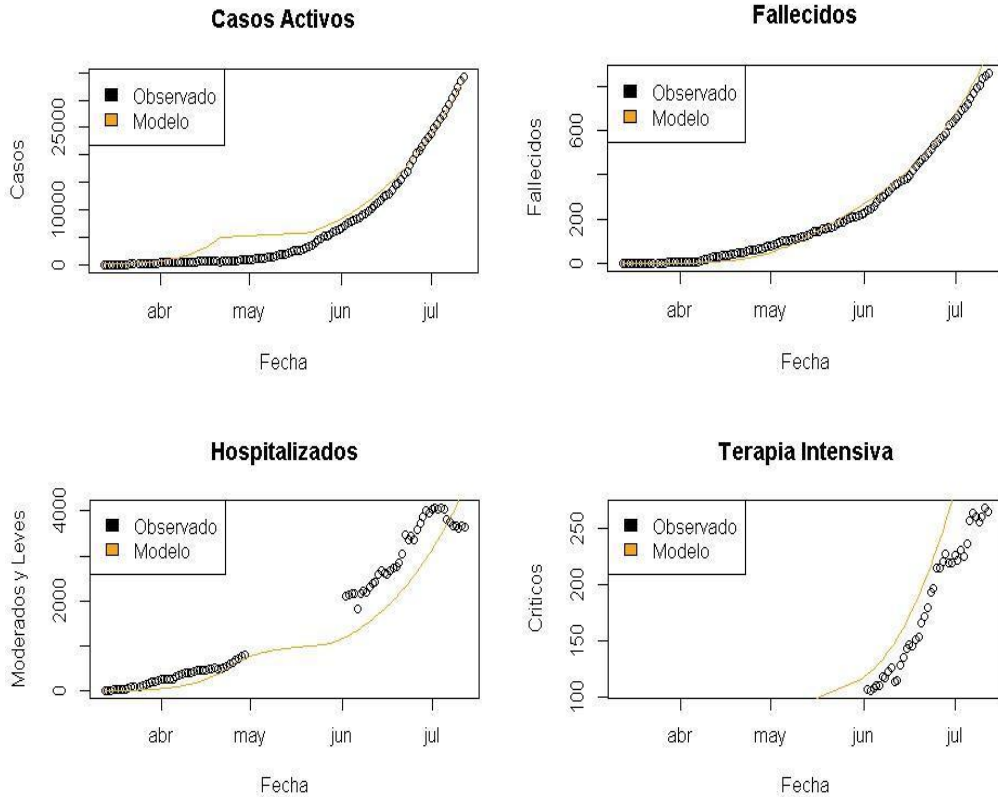 Casos Activos
Observado
Modelo
Casos
0
10000
25000
abr
may
jun
jul
Fecha
Fallecidos
Observado
Modelo
Fallecidos
0
200
600
abr
may
jun
jul
Fecha
Hospitalizados
Observado
Modelo
Moderados y Leves
0
2000
4000
abr
may
jun
jul
Fecha
Terapia Intensiva
Observado
Modelo
Criticos
100
150
200
250
abr
may
jun
jul
Fecha